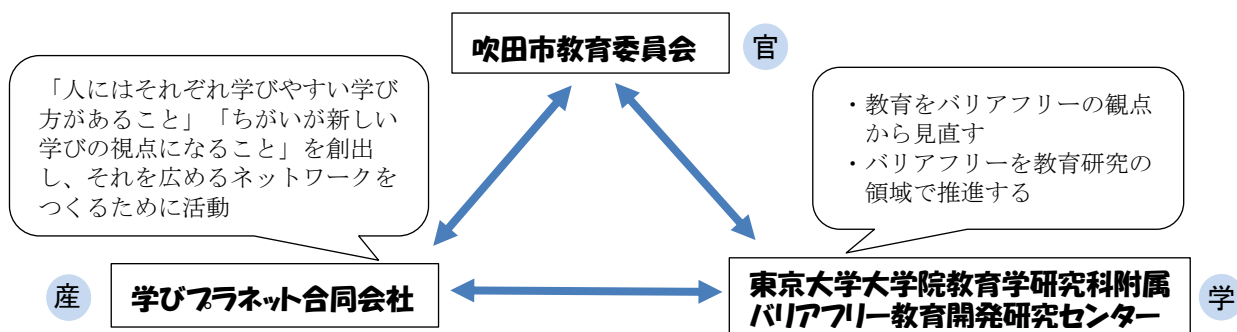 吹田市教育委員会
官
「人にはそれぞれ学びやすい学び
方があること」「ちがいが新しい
学びの視点になること」を創出
し、それを広めるネットワークを
つくるために活動
・教育をバリアフリーの観点
から見直す
・バリアフリーを教育研究の
領域で推進する
産
学びプラネット合同会社
東京大学大学院教育学研究科附属
バリアフリー教育開発研究センター
学